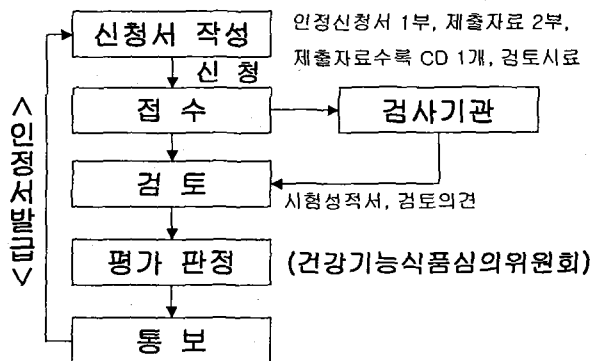 신청서 작성
인정신청서 1부, 제출자료 2부,
제출자료수록 CD 1개, 검토시료
신 청
접 수
검사기관
검 토
시험성적서, 검토의견
평가 판정
(건강기능식품심의위원회)
통 보
<인정서발급>